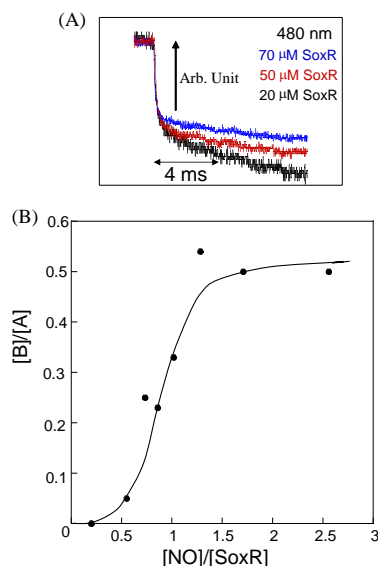 (A)
480 nm
70 μM SoxR
50 μM SoxR
20 μM SoxR
Arb. Unit
4 ms
(B)
0.6
0.5
0.4
0.3
0.2
0.1
0
[B]/[A]
0.5
1
1.5
2
2.5
3
[NO]/[SoxR]